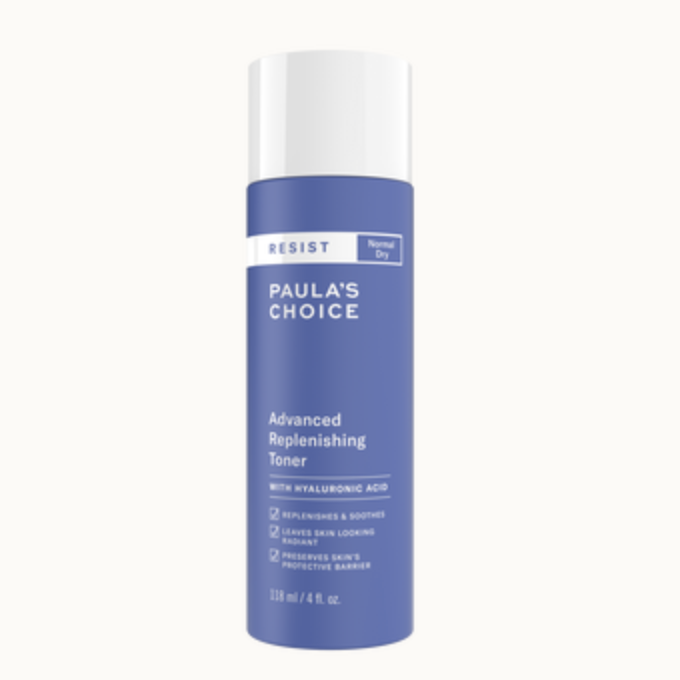 RESIST
Normal
Dry
PAULA'S
CHOICE
Advanced
Replenishing
Toner
WITH HYALURONIC ACID
REPLENISHES & SOOTHES
LEAVES SKIN LOOKING
RADIANT
PRESERVES SKIN'S
PROTECTIVE BARRIER
118 ml / 4 fl. oz.